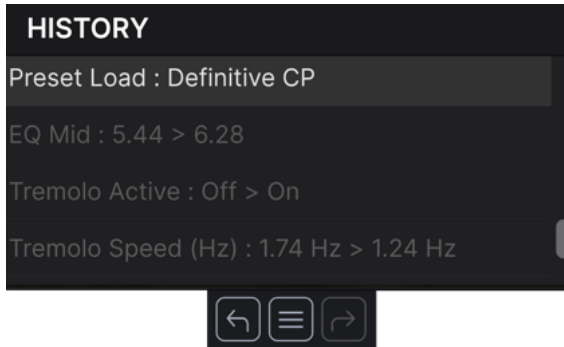 HISTORY
Preset Load : Definitive CP
EQ Mid : 5.44 > 6.28
Tremolo Active : Off > On
Tremolo Speed (Hz) : 1.74 Hz > 1.24 Hz